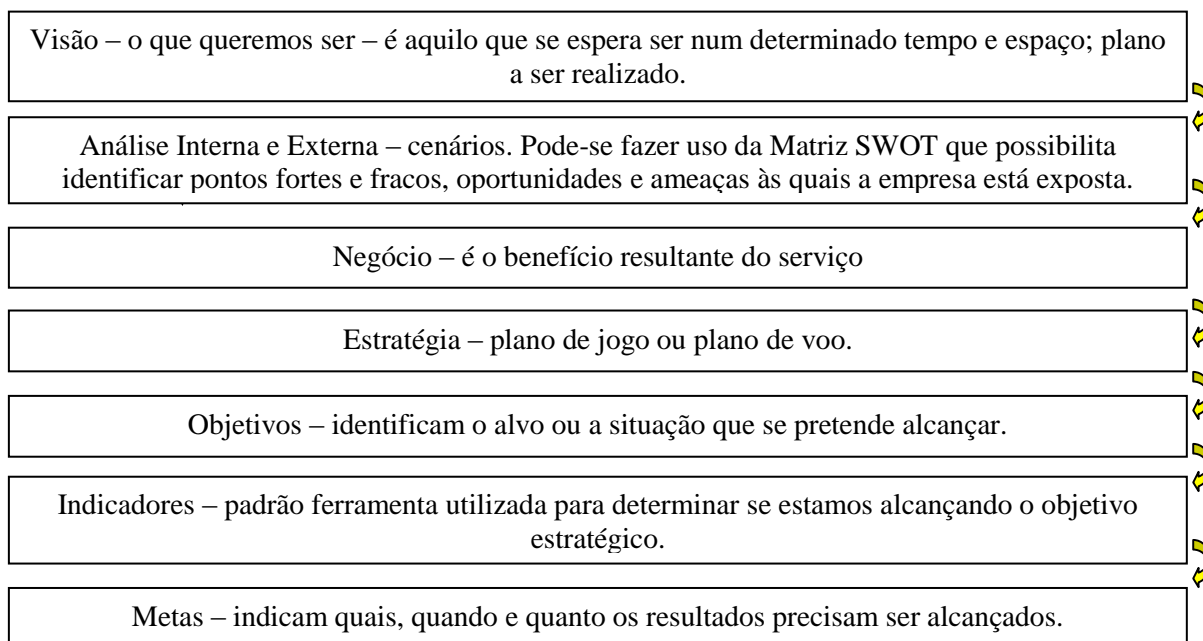 Visão – o que queremos ser – é aquilo que se espera ser num determinado tempo e espaço; plano
a ser realizado.
Análise Interna e Externa – cenários. Pode-se fazer uso da Matriz SWOT que possibilita
identificar pontos fortes e fracos, oportunidades e ameaças às quais a empresa está exposta.
Negócio – é o benefício resultante do serviço
Estratégia – plano de jogo ou plano de voo.
Objetivos – identificam o alvo ou a situação que se pretende alcançar.
Indicadores – padrão ferramenta utilizada para determinar se estamos alcançando o objetivo
estratégico.
Metas – indicam quais, quando e quanto os resultados precisam ser alcançados.